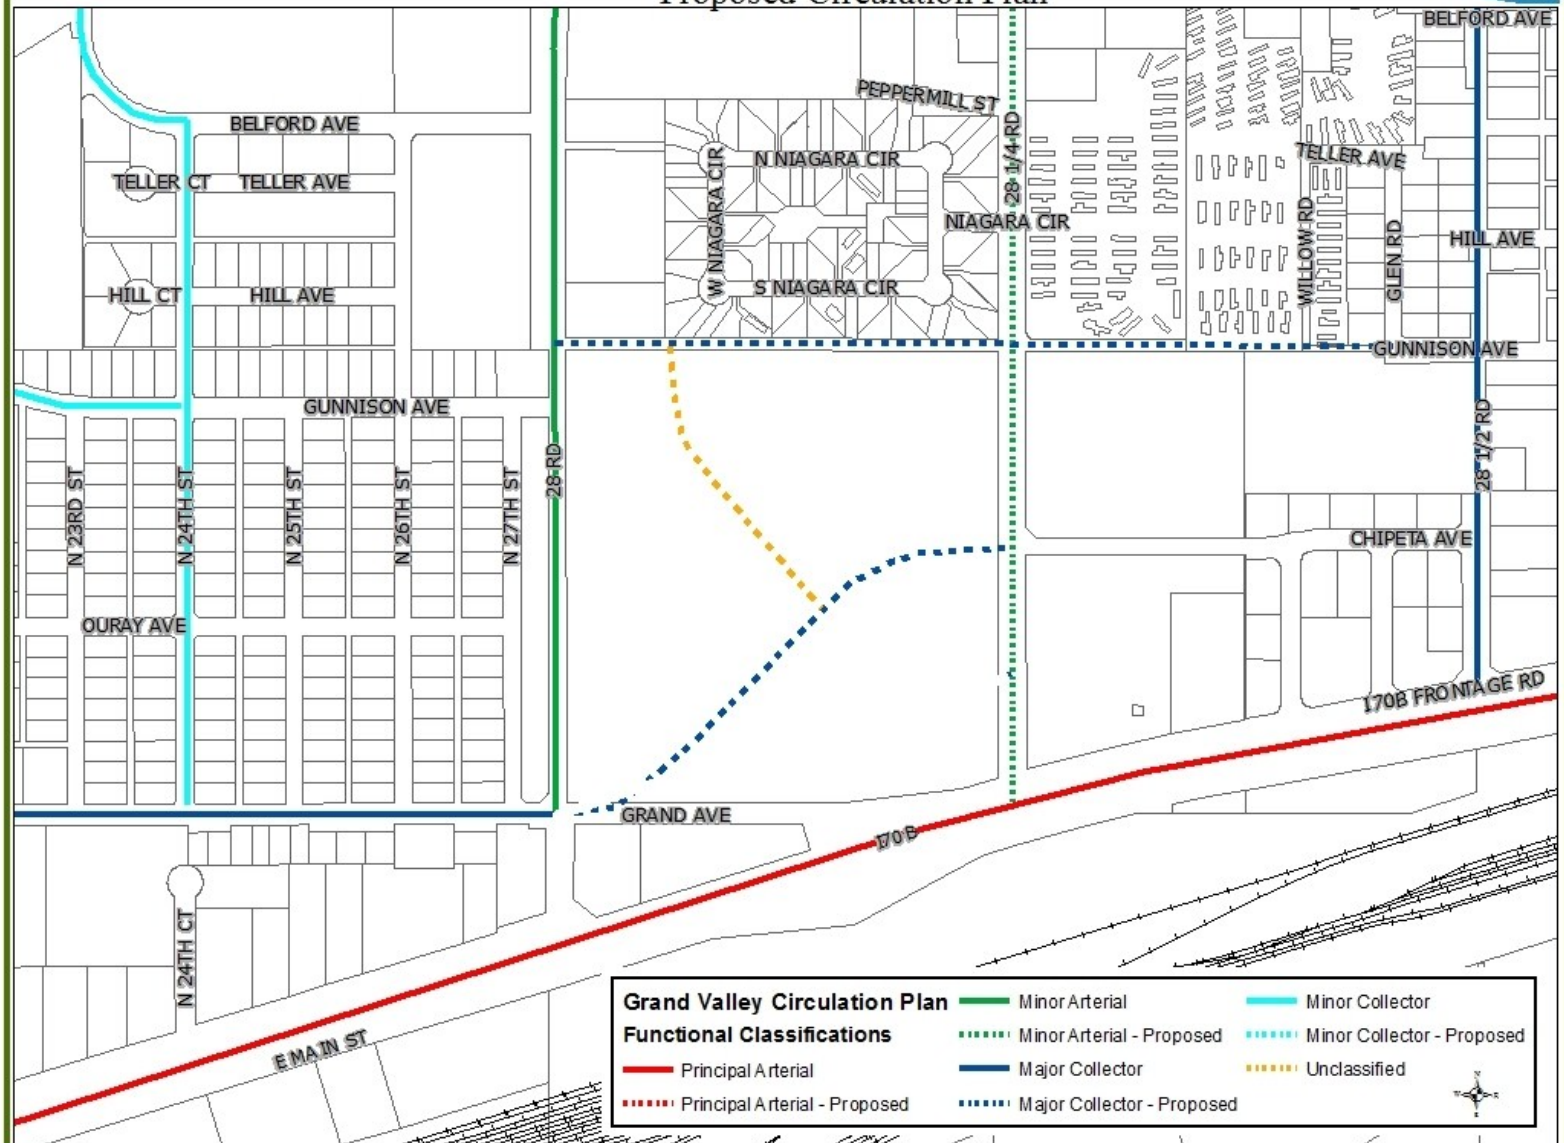 Proposed Circulation Plan
BELFORD AVE
PEPPERMILL ST
BELFORD AVE
28 1/4 RD
N NIAGARA CIR
TELLER AVE
TELLER CT
TELLER AVE
W NIAGARA CIR
NIAGARA CIR
WILLOW RD
GLEN RD
HILL AVE
HILL CT
HILL AVE
S NIAGARA CIR
GUNNISON AVE
GUNNISON AVE
28 RD
28 1/2 RD
N 23RD ST
N 24TH ST
N 25TH ST
N 26TH ST
N 27TH ST
CHIPETA AVE
OURAY AVE
I70B FRONTAGE RD
GRAND AVE
I70 B
N 24TH CT
E MAIN ST
Grand Valley Circulation Plan
Functional Classifications
Principal Arterial
Principal Arterial - Proposed
Minor Arterial
Minor Arterial - Proposed
Major Collector
Major Collector - Proposed
Minor Collector
Minor Collector - Proposed
Unclassified